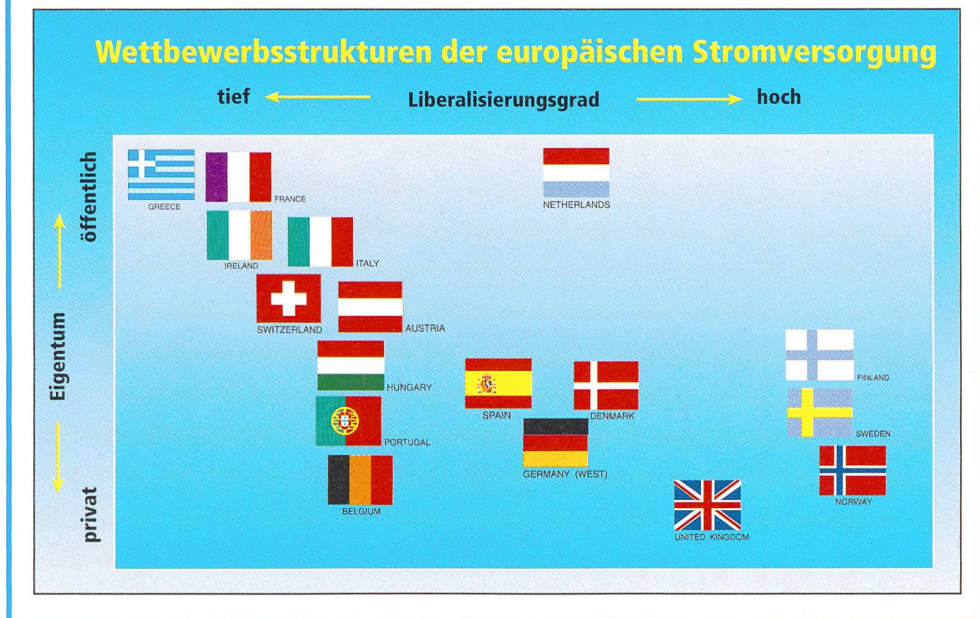 Wettbewerbsstrukturen der europäischen Stromversorgung
tief
Liberalisierungsgrad
hoch
öffentlich
Eigentum
privat
GREECE
FRANCE
NETHERLANDS
IRELAND
ITALY
SWITZERLAND
AUSTRIA
HUNGARY
FINLAND
SPAIN
DENMARK
PORTUGAL
SWEDEN
GERMANY (WEST)
BELGIUM
NORWAY
UNITED KINGDOM